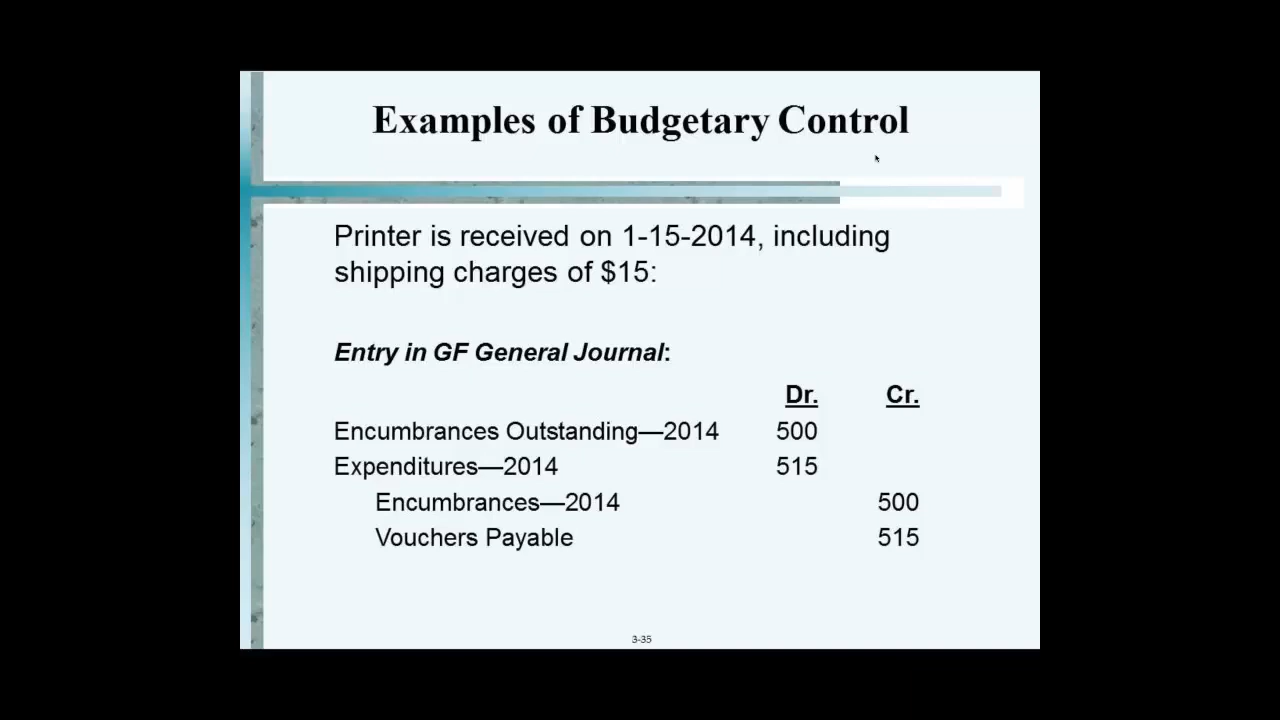 Examples of Budgetary Control
Printer is received on 1-15-2014, including
shipping charges of $15:
Entry in GF General Journal:
Dr. Cr.
Encumbrances Outstanding—2014 500
Expenditures—2014 515
Encumbrances—2014 500
Vouchers Payable 515
3-35